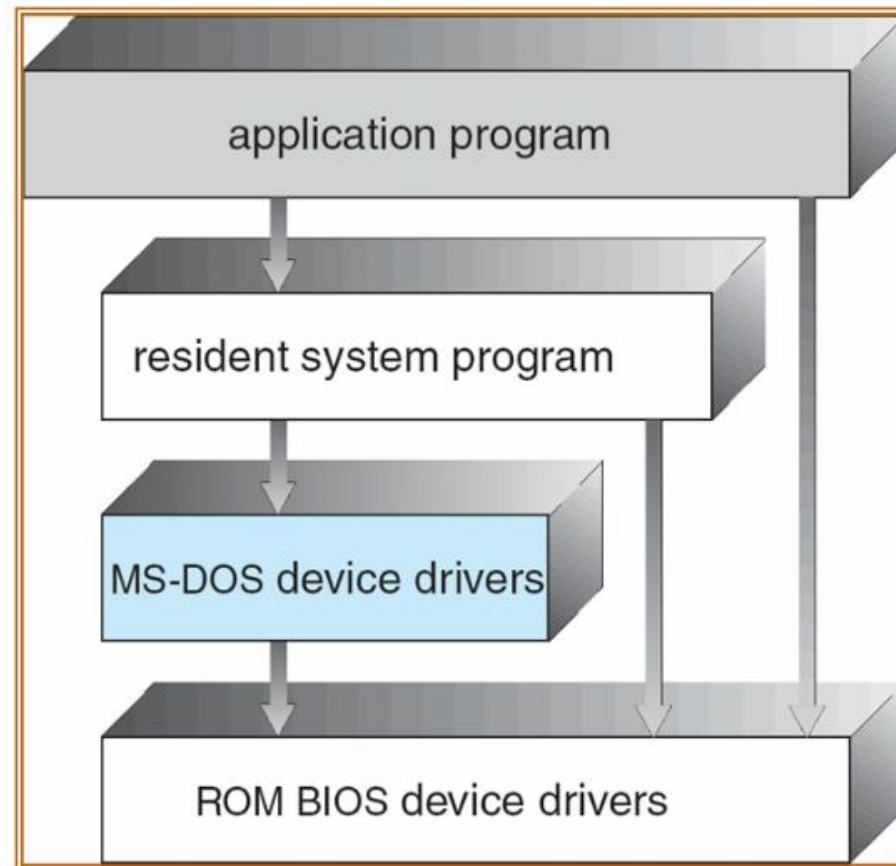 application program
resident system program
MS-DOS device drivers
ROM BIOS device drivers